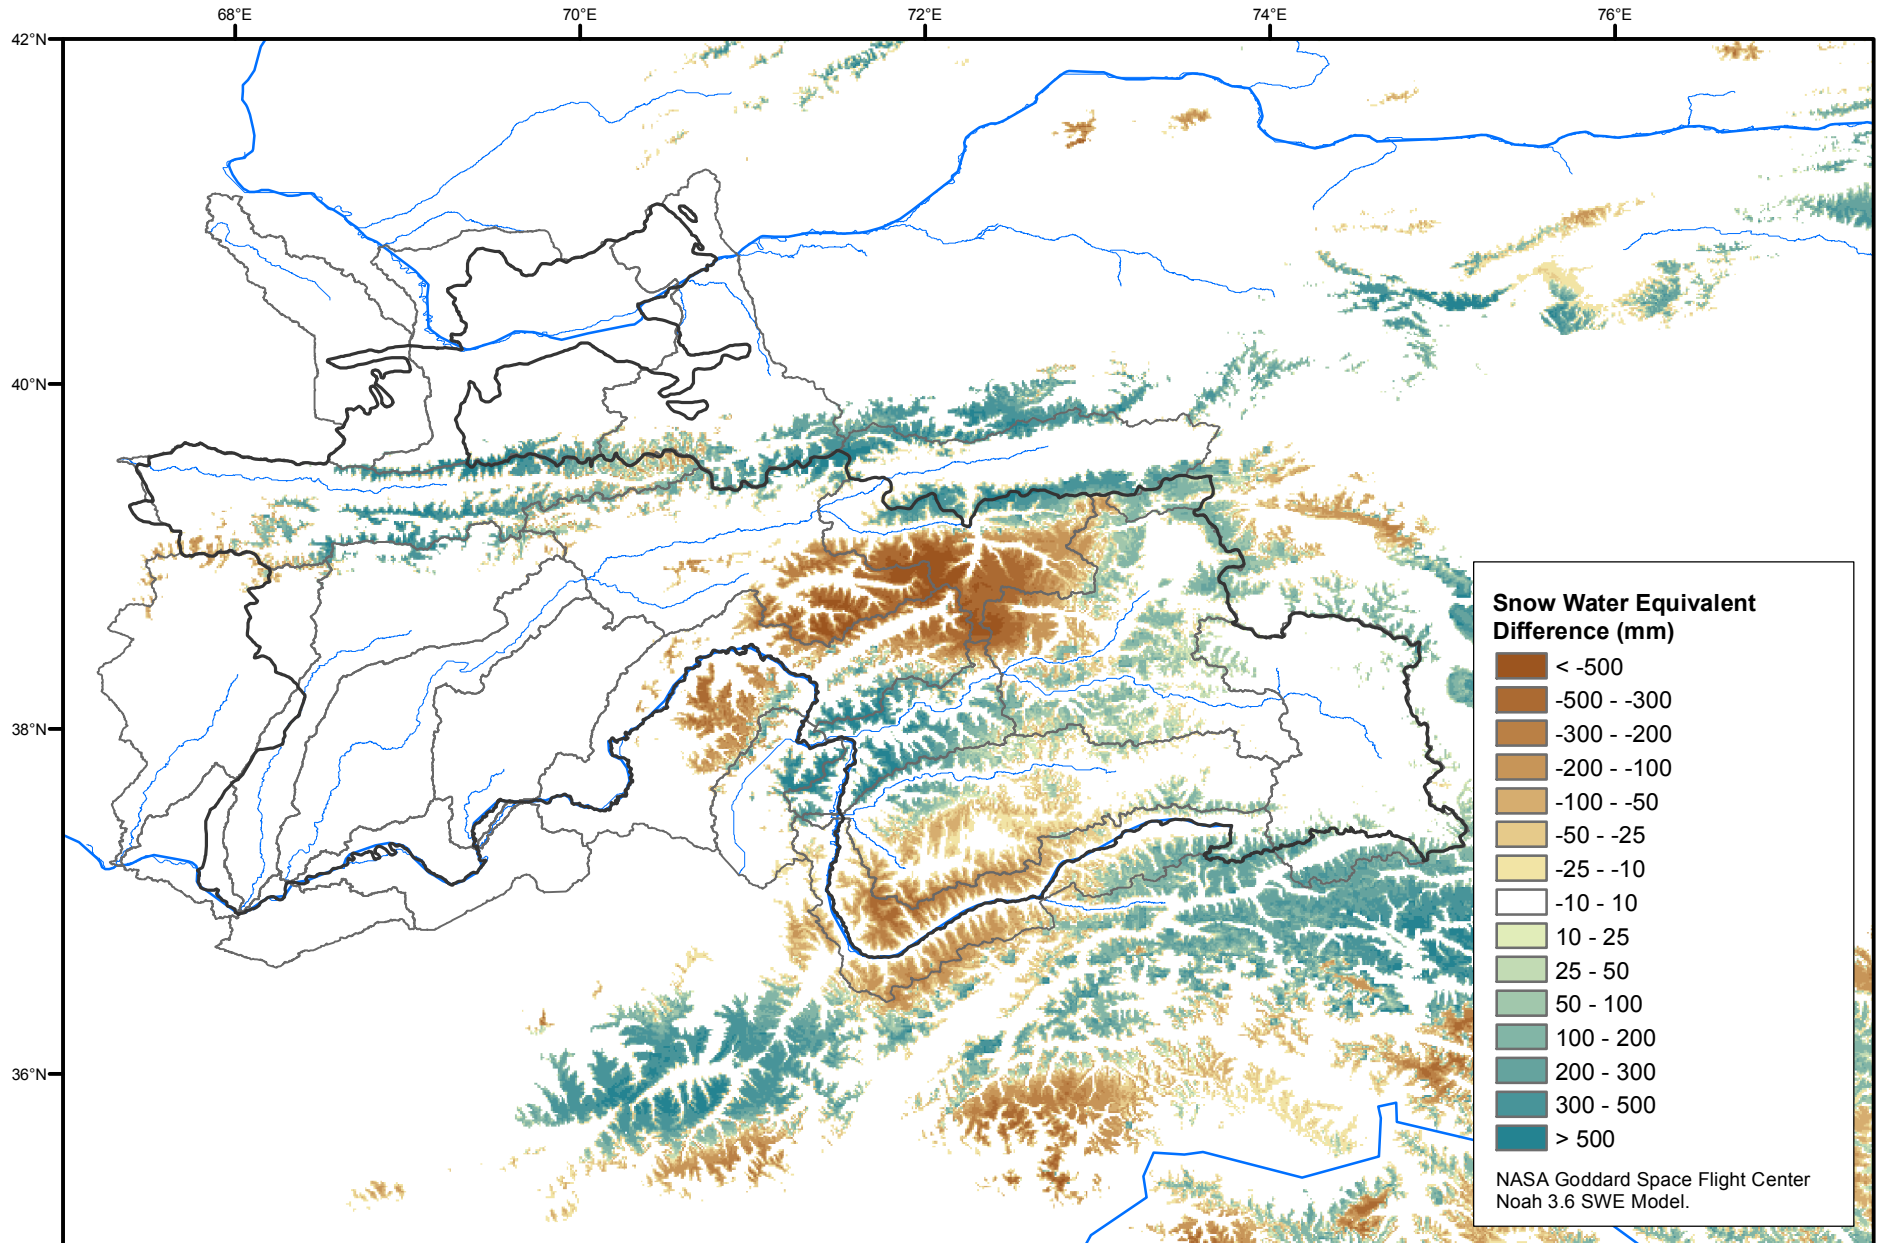 68°E 70°E 72°E 74°E 76°E
42°N
40°N
38°N
36°N
Snow Water Equivalent
Difference (mm)
< -500
-500 - -300
-300 - -200
-200 - -100
-100 - -50
-50 - -25
-25 - -10
-10 - 10
10 - 25
25 - 50
50 - 100
100 - 200
200 - 300
300 - 500
> 500
NASA Goddard Space Flight Center
Noah 3.6 SWE Model.